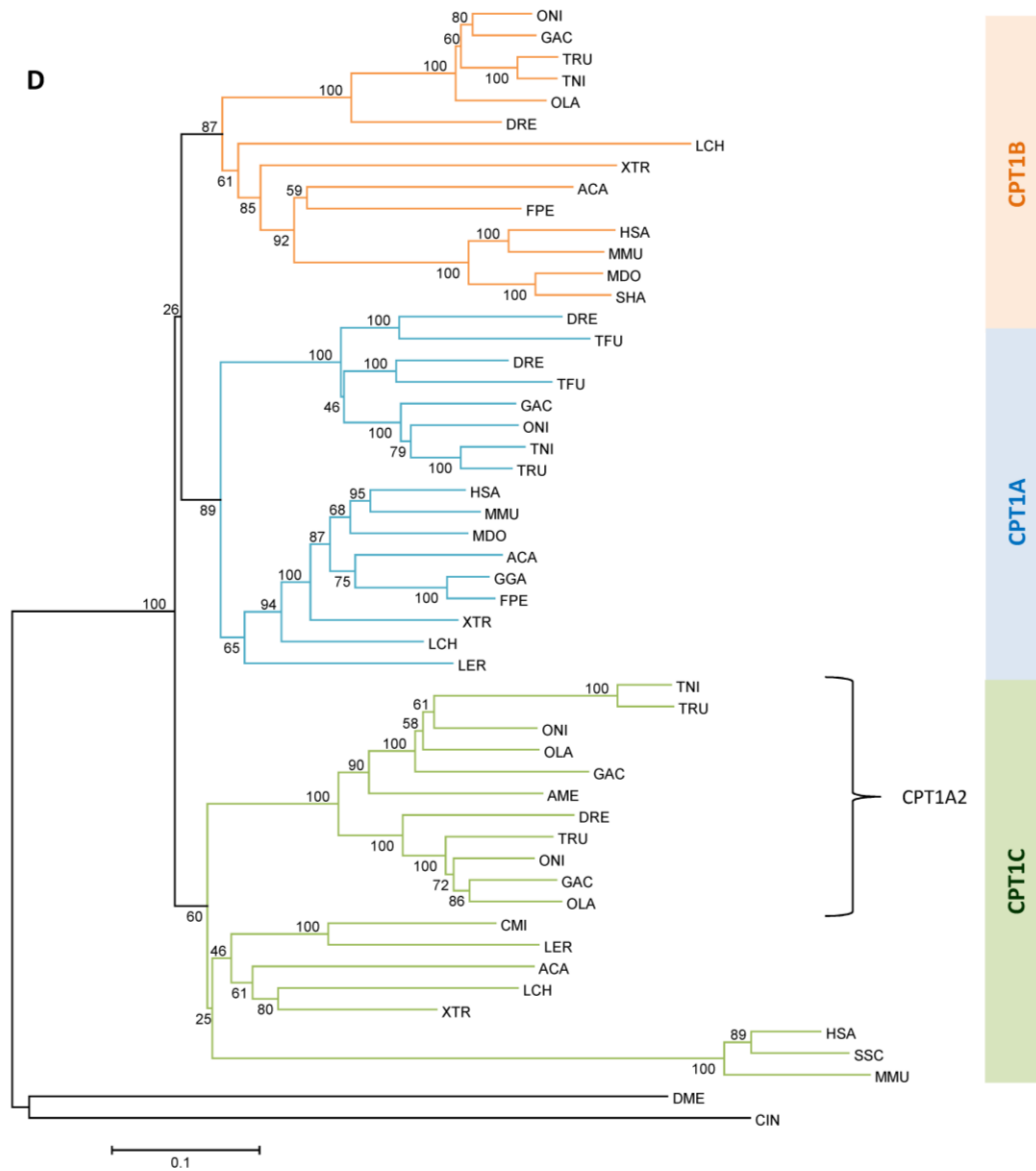 D
80
ONI
60
GAC
100
TRU
100
TNI
100
OLA
87
DRE
LCH
61
XTR
85
59
ACA
FPE
92
100
HSA
MMU
100
MDO
100
SHA
CPT1B
26
100
DRE
TFU
100
100
DRE
46
TFU
GAC
100
ONI
79
TNI
100
TRU
89
95
HSA
68
MMU
87
MDO
100
ACA
75
GGA
94
100
FPE
XTR
65
LCH
LER
CPT1A
100
100
TNI
61
TRU
58
ONI
100
OLA
90
GAC
100
AME
DRE
100
TRU
100
ONI
72
GAC
86
OLA
CPT1A2
60
100
CMI
46
LER
ACA
61
LCH
80
XTR
25
89
HSA
SSC
100
MMU
CPT1C
DME
CIN
0.1